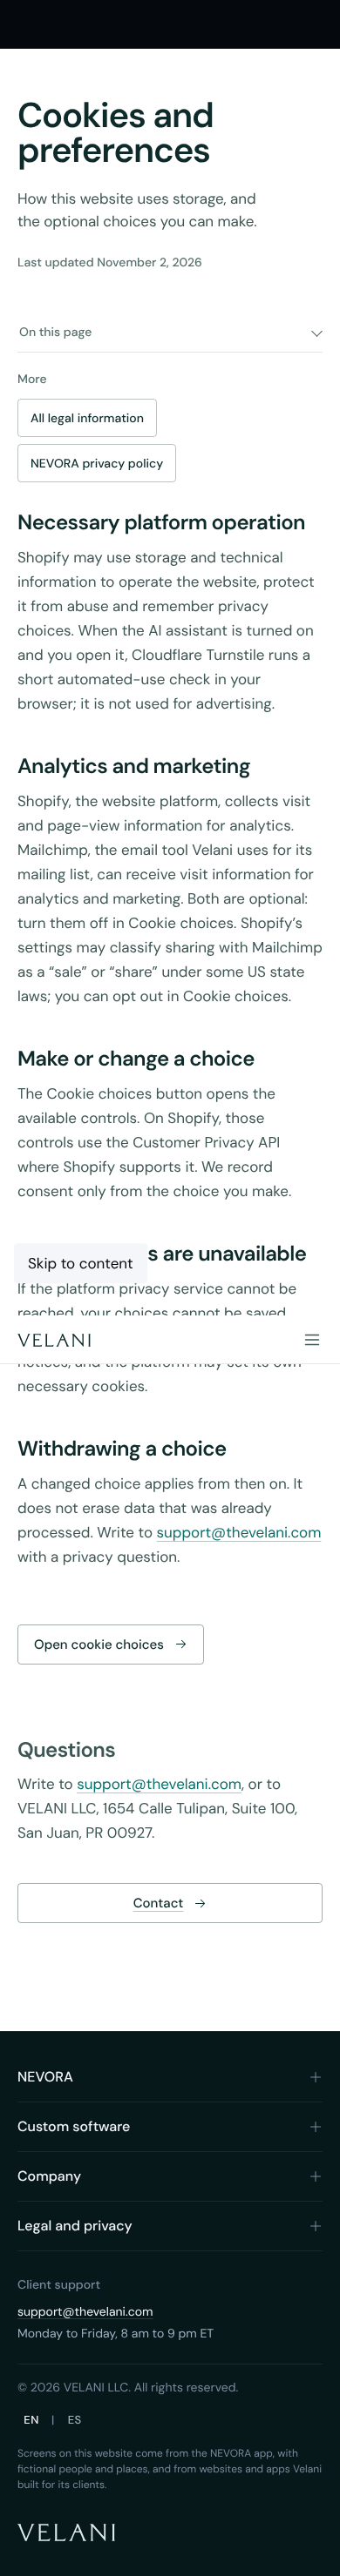 Cookies and
preferences
How this website uses storage, and
the optional choices you can make.
Last updated November 2, 2026
On this page
More
All legal information
NEVORA privacy policy
Necessary platform operation
Shopify may use storage and technical
information to operate the website, protect
it from abuse and remember privacy
choices. When the AI assistant is turned on
and you open it, Cloudflare Turnstile runs a
short automated-use check in your
browser; it is not used for advertising.
Analytics and marketing
Shopify, the website platform, collects visit
and page-view information for analytics.
Mailchimp, the email tool Velani uses for its
mailing list, can receive visit information for
analytics and marketing. Both are optional:
turn them off in Cookie choices. Shopify’s
settings may classify sharing with Mailchimp
as a “sale” or “share” under some US state
laws; you can opt out in Cookie choices.
Make or change a choice
The Cookie choices button opens the
available controls. On Shopify, those
controls use the Customer Privacy API
where Shopify supports it. We record
consent only from the choice you make.
Skip to content
s are unavailable
If the platform privacy service cannot be
reached, your choices cannot be saved
VELANI
notices, and the platform may set its own
necessary cookies.
Withdrawing a choice
A changed choice applies from then on. It
does not erase data that was already
processed. Write to support@thevelani.com
with a privacy question.
Open cookie choices →
Questions
Write to support@thevelani.com, or to
VELANI LLC, 1654 Calle Tulipan, Suite 100,
San Juan, PR 00927.
Contact →
NEVORA
Custom software
Company
Legal and privacy
Client support
support@thevelani.com
Monday to Friday, 8 am to 9 pm ET
© 2026 VELANI LLC. All rights reserved.
EN | ES
Screens on this website come from the NEVORA app, with
fictional people and places, and from websites and apps Velani
built for its clients.
VELANI